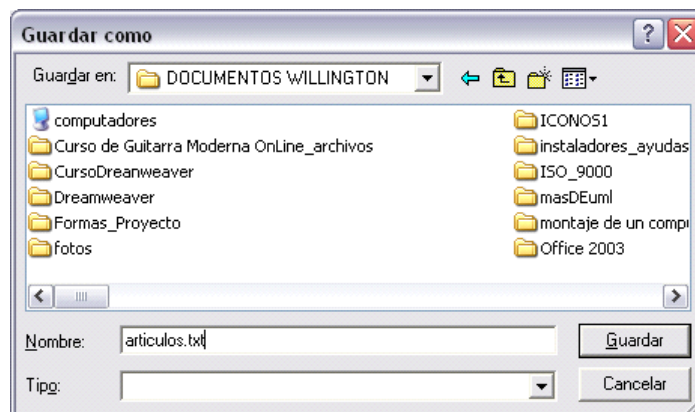 Guardar como
Guardar en: DOCUMENTOS WILLINGTON
computadores
Curso de Guitarra Moderna OnLine_archivos
CursoDreanweaver
Dreamweaver
Formas_Proyecto
fotos
ICONOS1
instaladores_ayudas
ISO_9000
masDEuml
montaje de un compu
Office 2003
Nombre: articulos.txt Guardar
Tipo: Cancelar